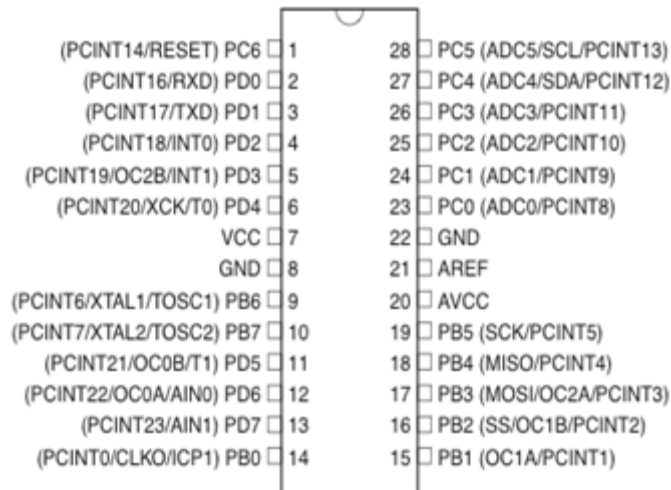 (PCINT14/RESET) PC6 1 28 PC5 (ADC5/SCL/PCINT13)
(PCINT16/RXD) PD0 2 27 PC4 (ADC4/SDA/PCINT12)
(PCINT17/TXD) PD1 3 26 PC3 (ADC3/PCINT11)
(PCINT18/INT0) PD2 4 25 PC2 (ADC2/PCINT10)
(PCINT19/OC2B/INT1) PD3 5 24 PC1 (ADC1/PCINT9)
(PCINT20/XCK/T0) PD4 6 23 PC0 (ADC0/PCINT8)
VCC 7 22 GND
GND 8 21 AREF
(PCINT6/XTAL1/TOSC1) PB6 9 20 AVCC
(PCINT7/XTAL2/TOSC2) PB7 10 19 PB5 (SCK/PCINT5)
(PCINT21/OC0B/T1) PD5 11 18 PB4 (MISO/PCINT4)
(PCINT22/OC0A/AIN0) PD6 12 17 PB3 (MOSI/OC2A/PCINT3)
(PCINT23/AIN1) PD7 13 16 PB2 (SS/OC1B/PCINT2)
(PCINT0/CLKO/ICP1) PB0 14 15 PB1 (OC1A/PCINT1)